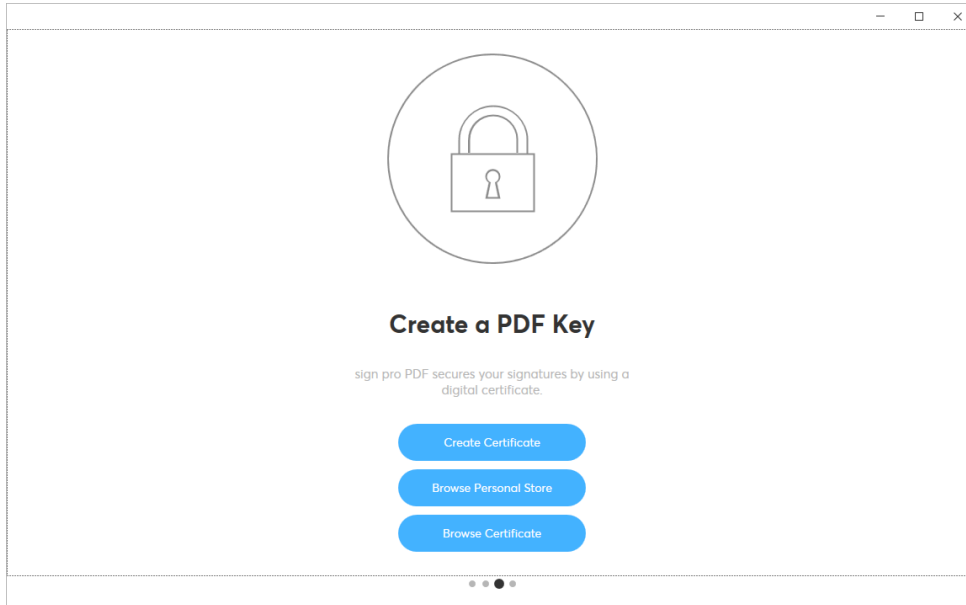 Create a PDF Key
sign pro PDF secures your signatures by using a
digital certificate.
Create Certificate
Browse Personal Store
Browse Certificate